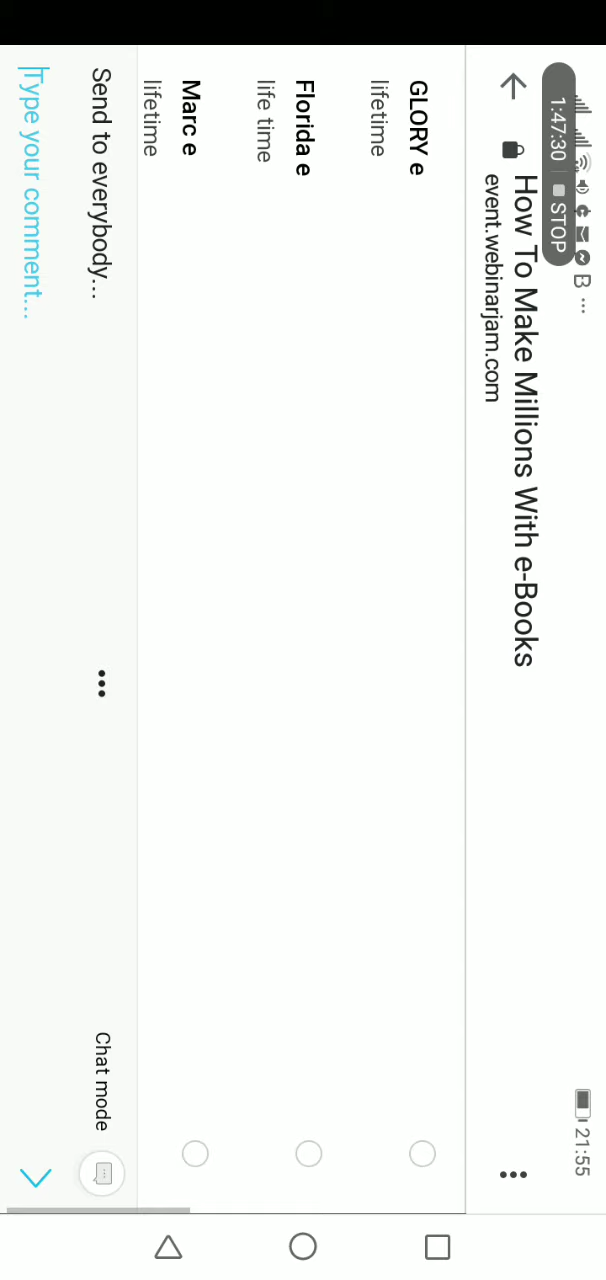 1:47:30 STOP
B ...
21:55
How To Make Millions With e-Books
event.webinarjam.com
GLORY e
lifetime
Florida e
life time
Marc e
lifetime
Send to everybody...
Chat mode
Type your comment...